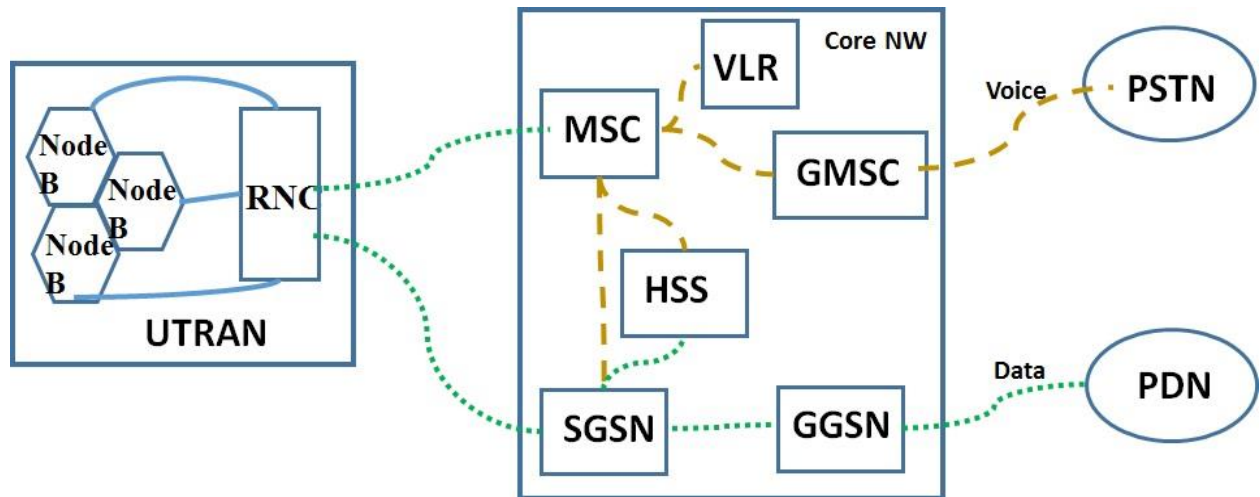 Core NW
VLR
Voice
PSTN
MSC
GMSC
Node
B
Node
B
Node
B
RNC
UTRAN
HSS
Data
PDN
SGSN
GGSN